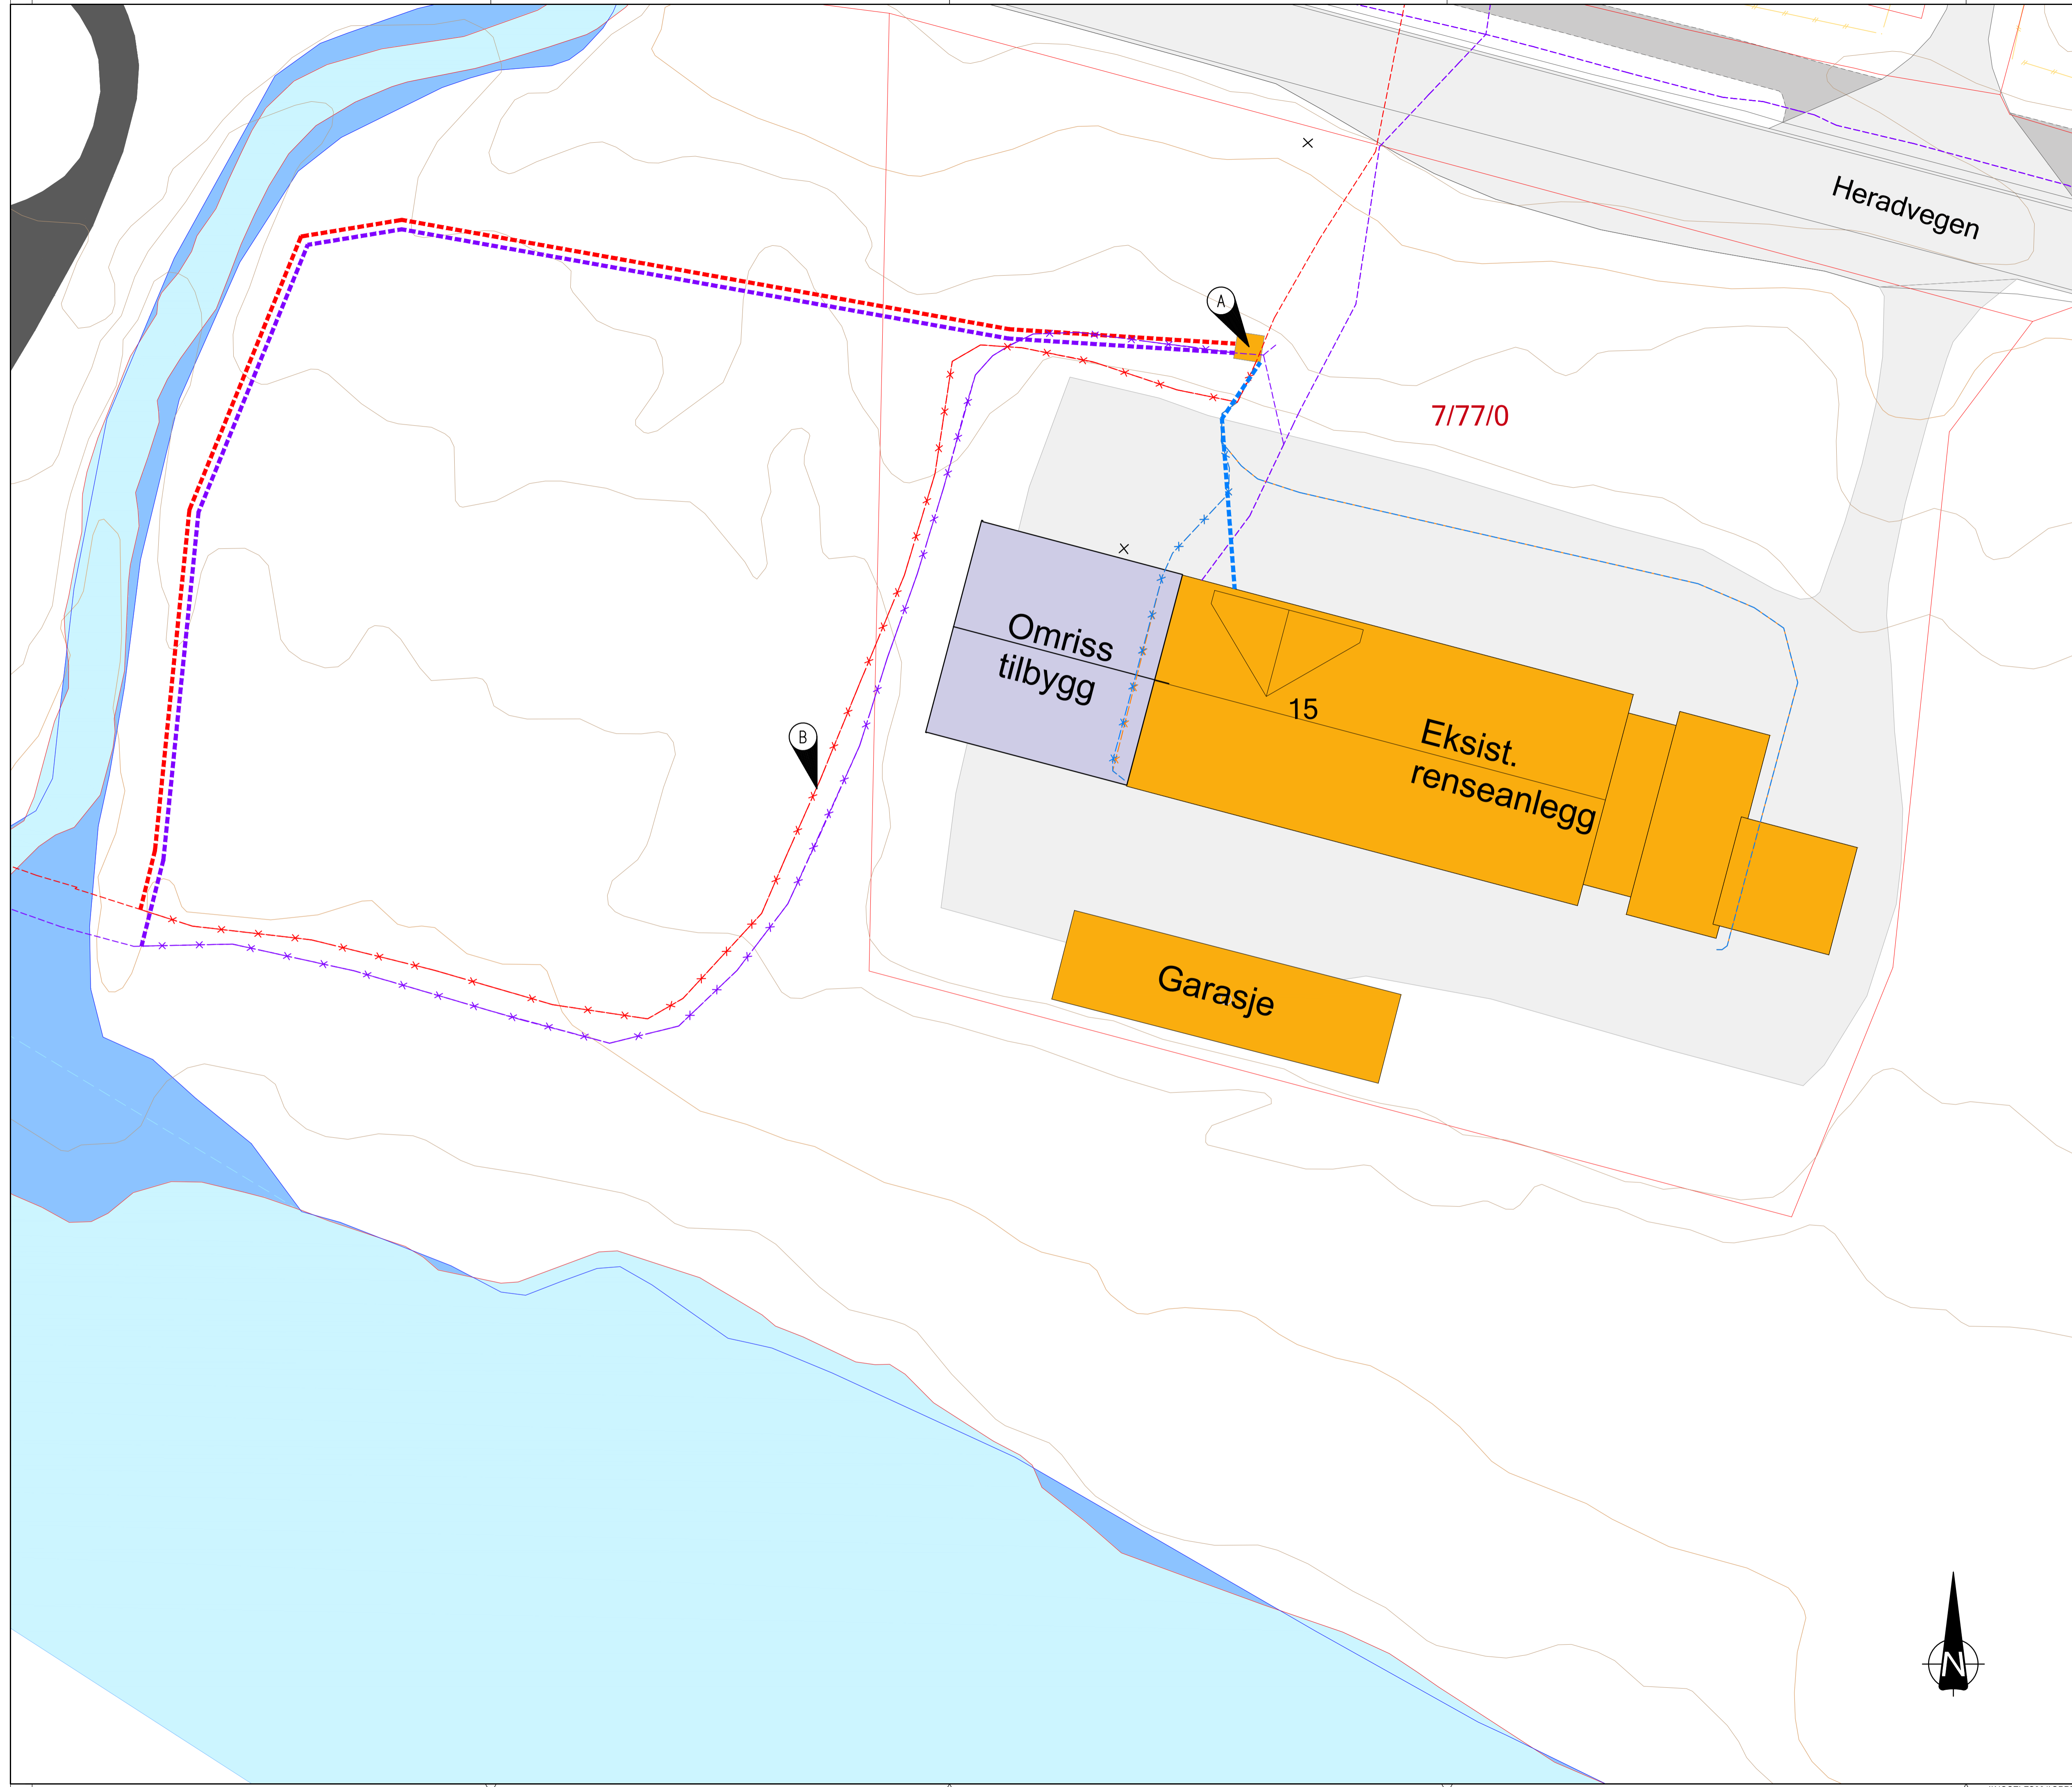 Heradvegen
A
7/77/0
Omriss
tilbygg
15
Eksist.
renseanlegg
B
Garasje
N